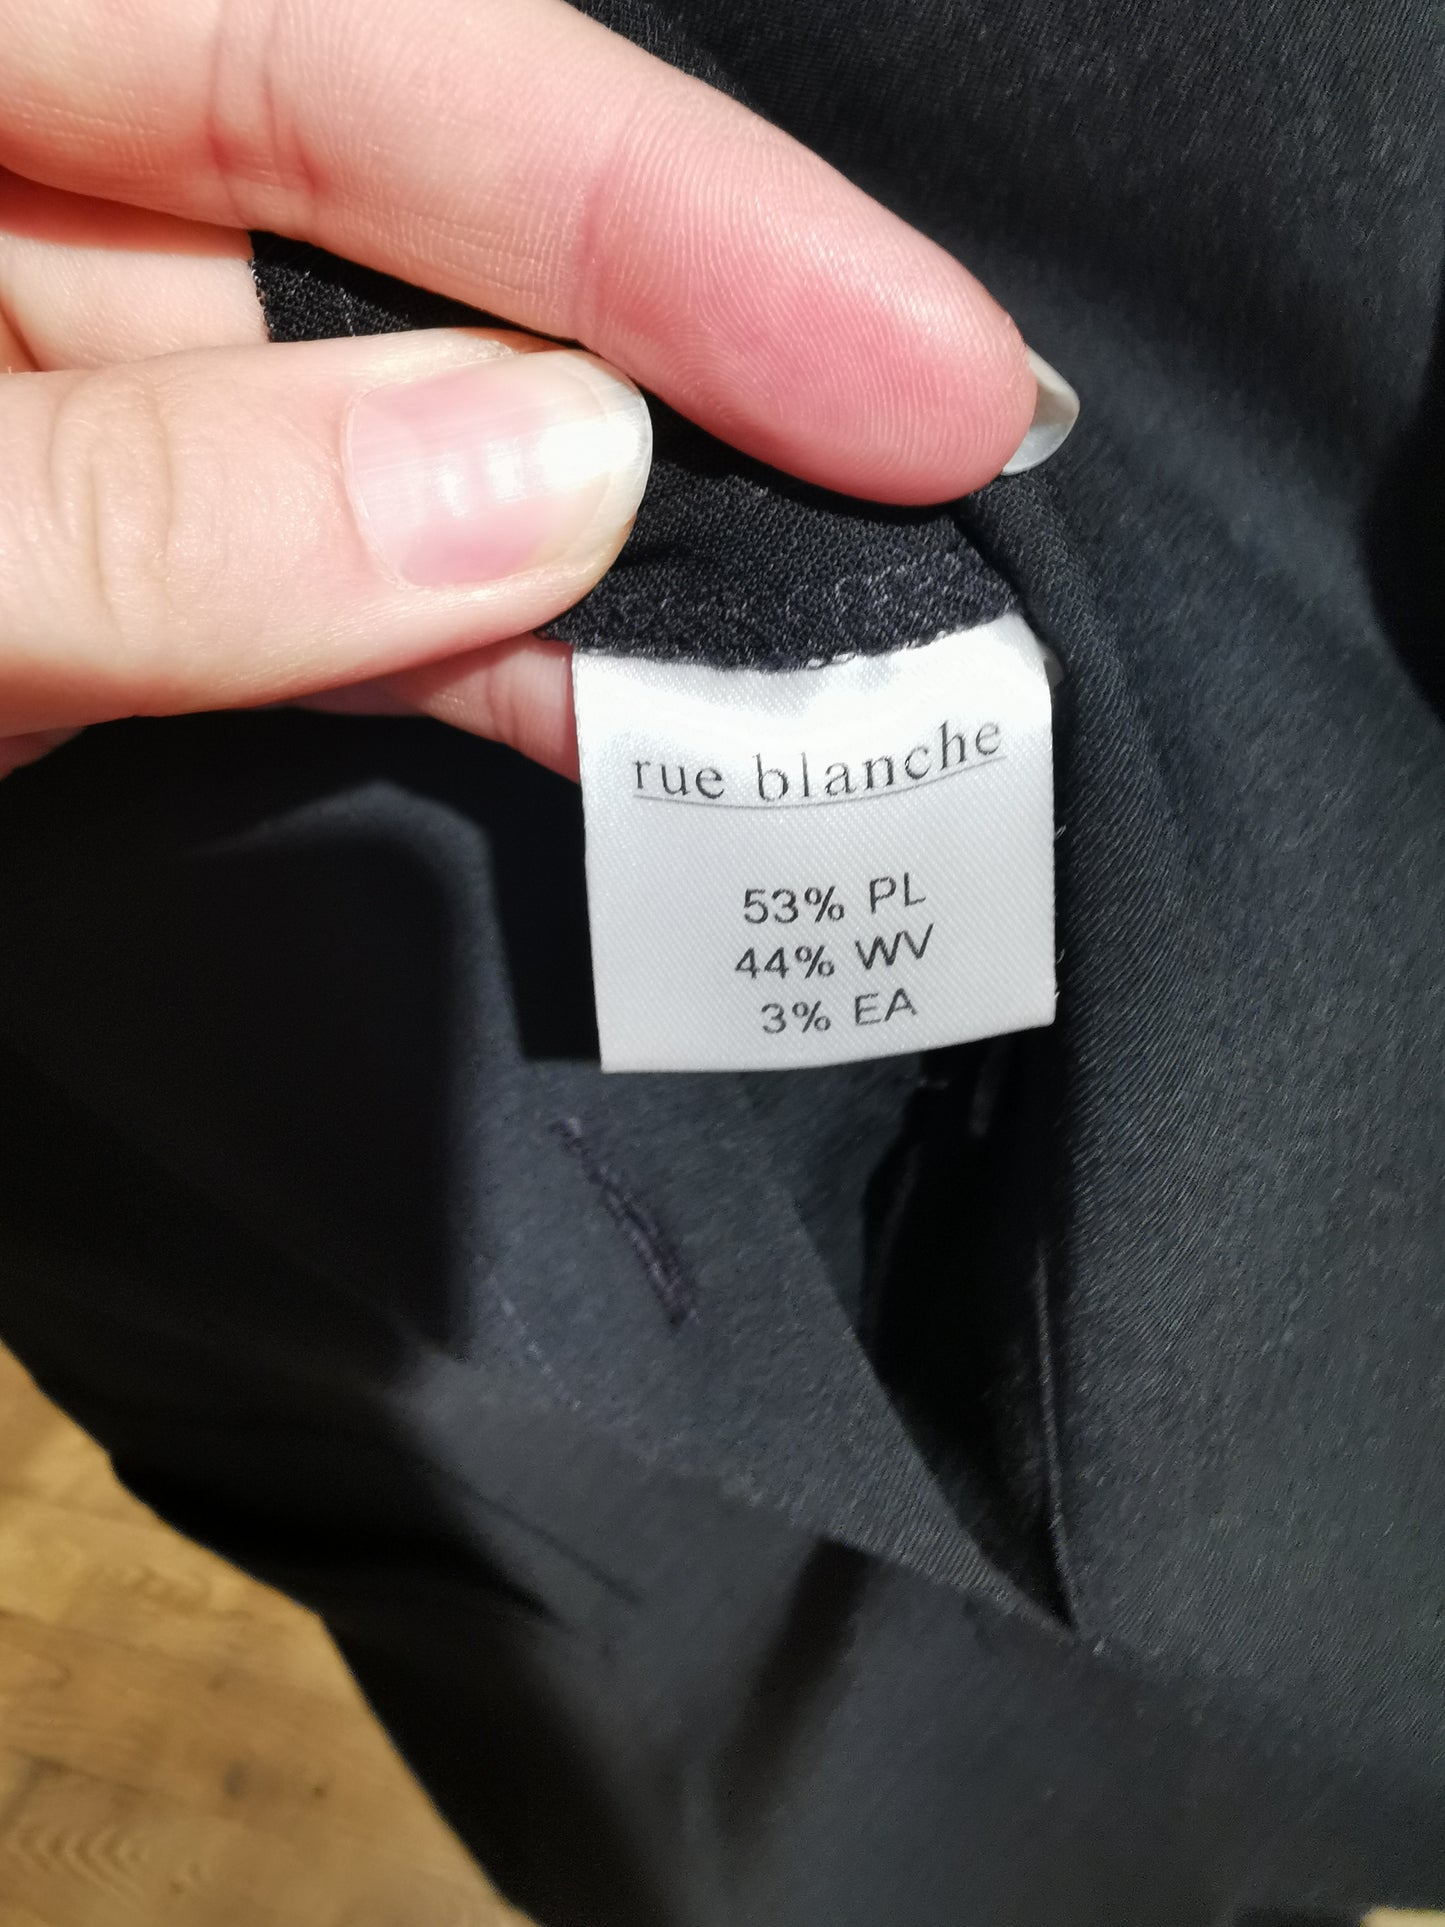 rue blanche
53% PL
44% WV
3% EA